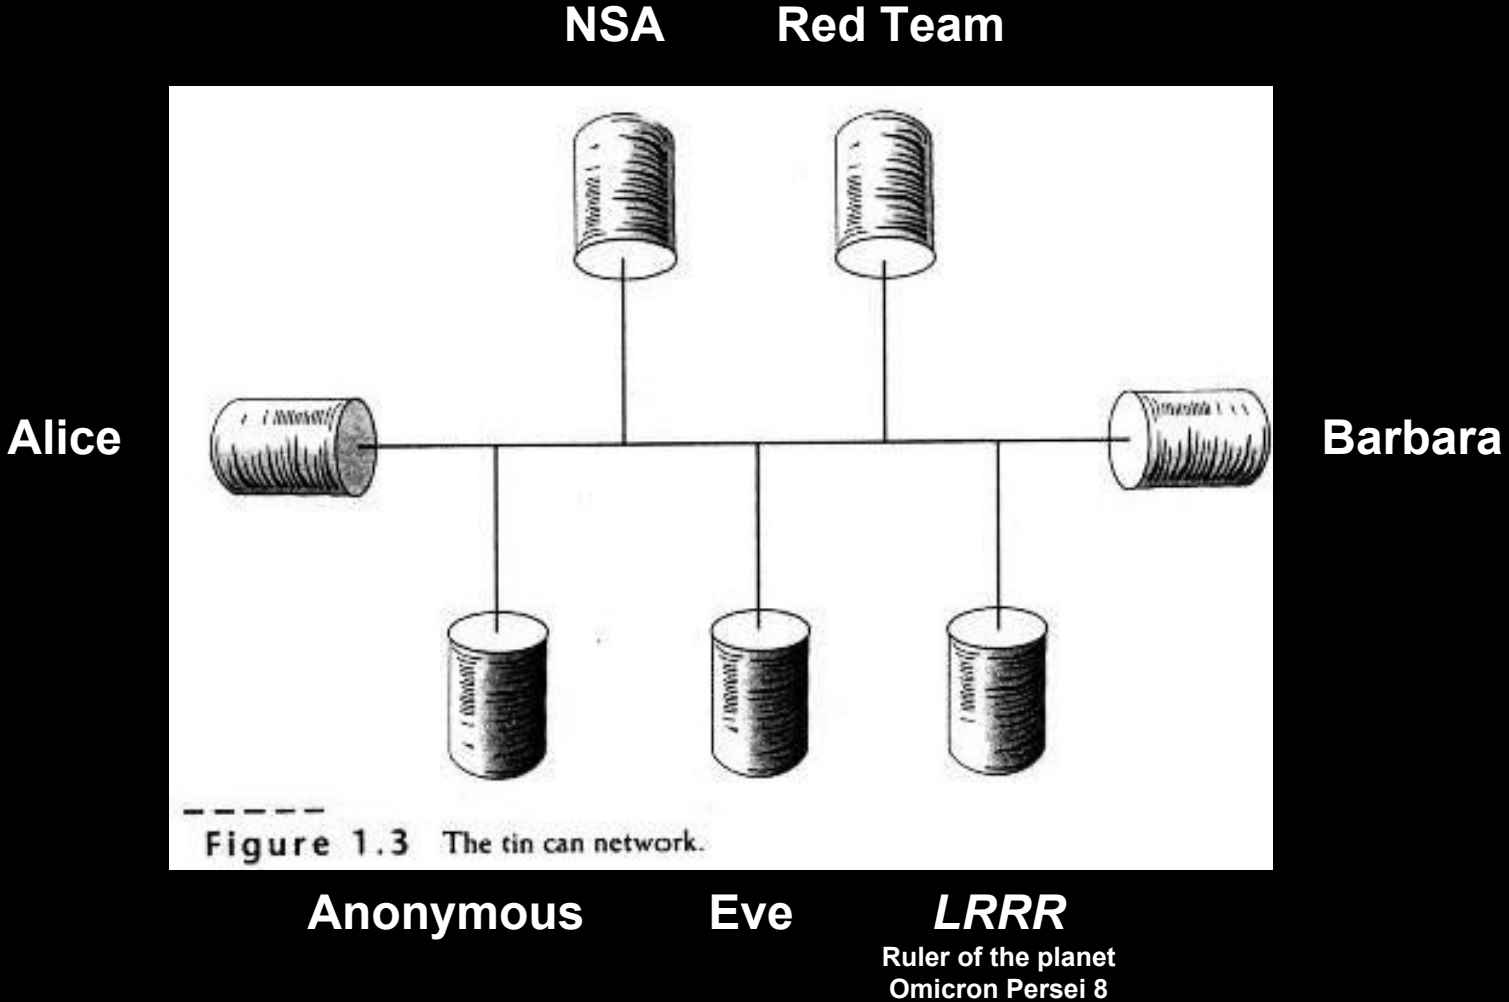 NSA Red Team
Alice
Barbara
Figure 1.3 The tin can network.
Anonymous Eve LRRR
Ruler of the planet
Omicron Persei 8